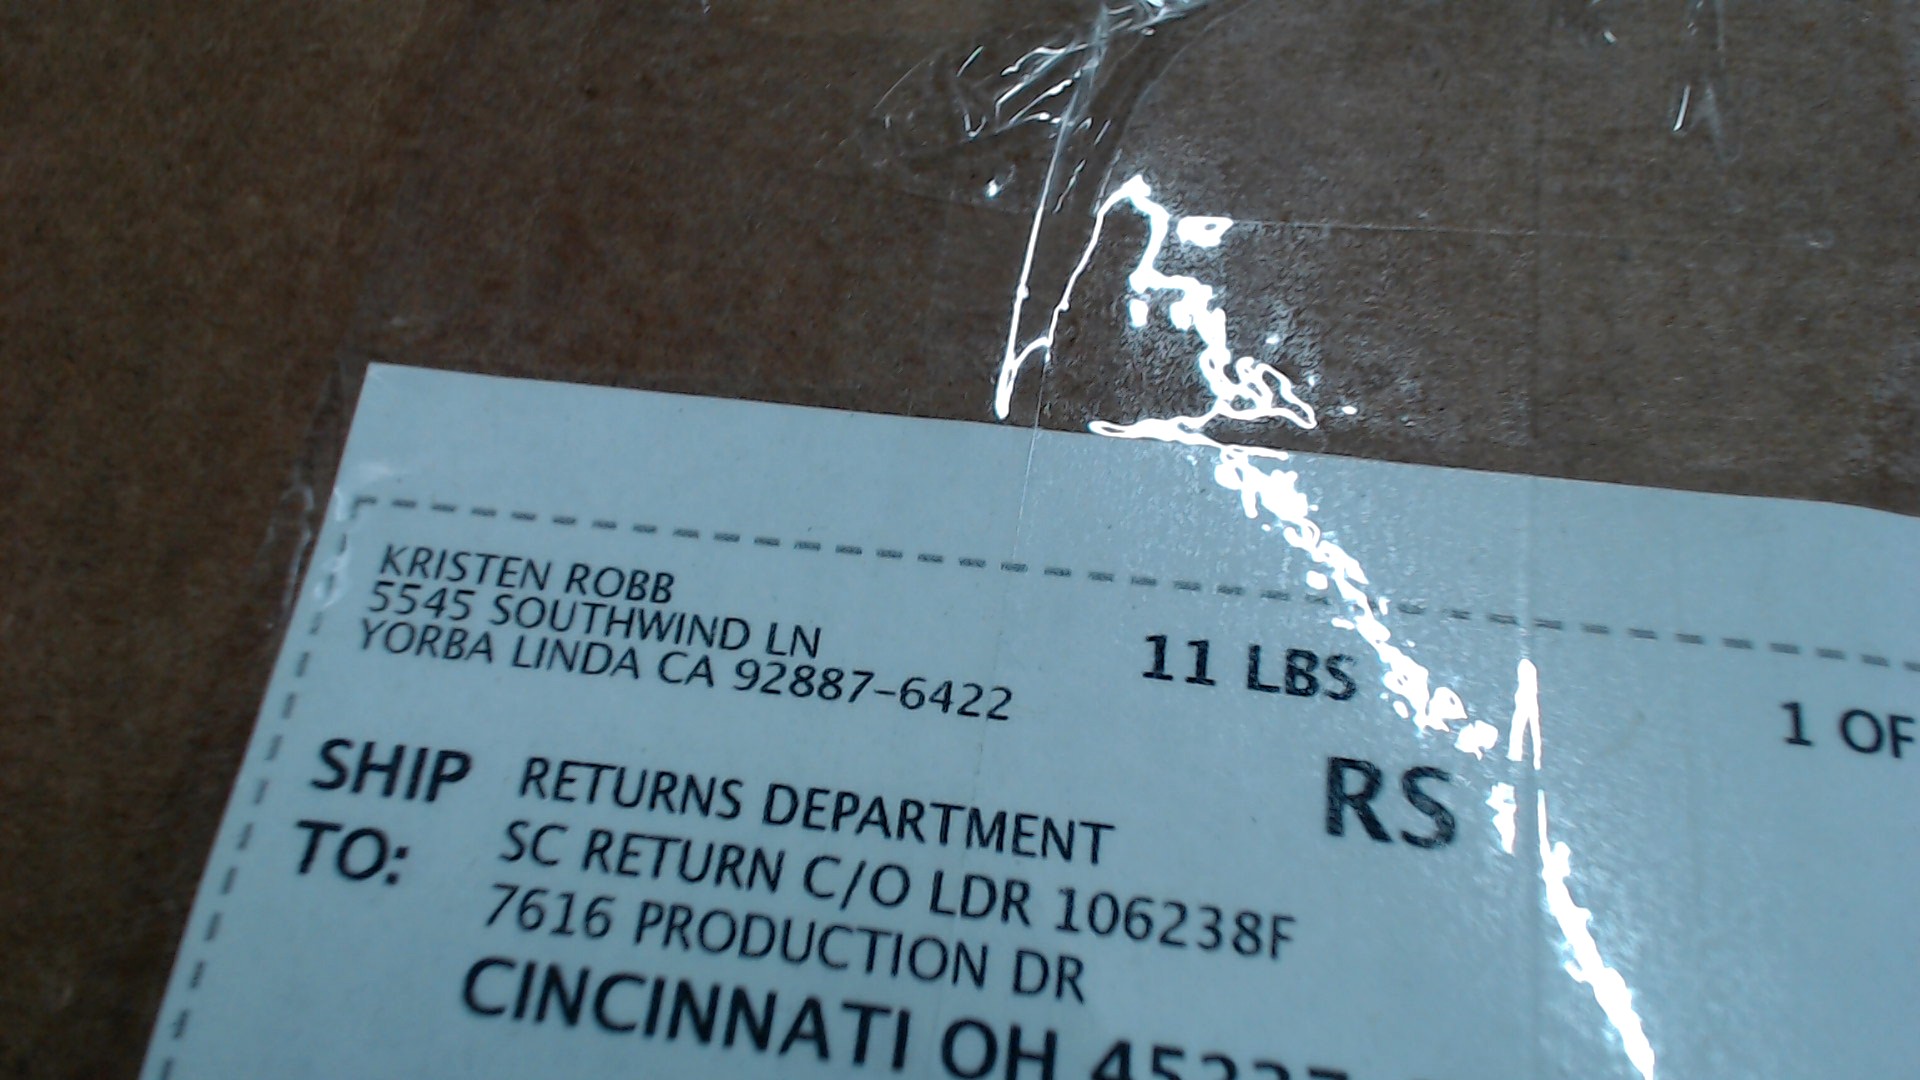 KRISTEN ROBB
5545 SOUTHWIND LN
YORBA LINDA CA 92887-6422
11 LBS
1 OF
RS
SHIP
TO:
RETURNS DEPARTMENT
SC RETURN C/O LDR 106238F
7616 PRODUCTION DR
CINCINNATI OH